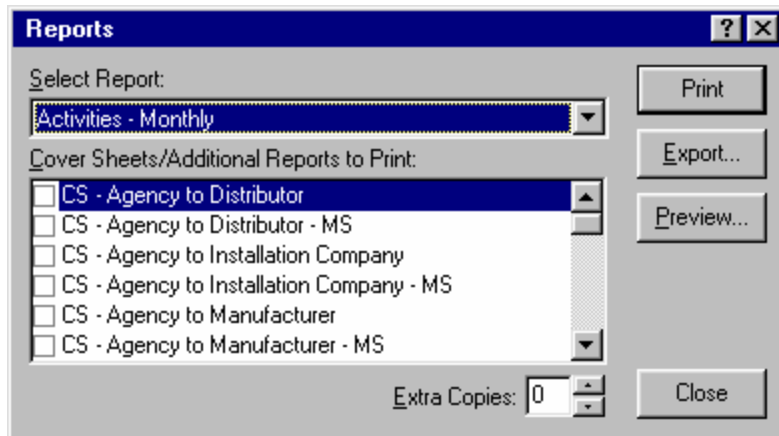 Reports
Select Report:
Activities - Monthly
Cover Sheets/Additional Reports to Print:
CS - Agency to Distributor
CS - Agency to Distributor - MS
CS - Agency to Installation Company
CS - Agency to Installation Company - MS
CS - Agency to Manufacturer
CS - Agency to Manufacturer - MS
Extra Copies: 0
Print
Export...
Preview...
Close